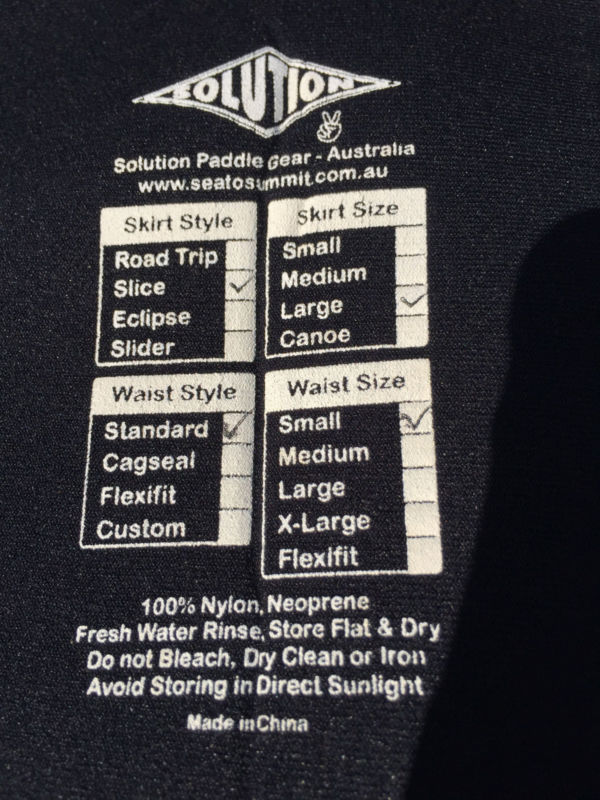 SOLUTION
Solution Paddle Gear - Australia
www.seatosummit.com.au
Skirt Style
Road Trip
Slice ✓
Eclipse
Slider
Skirt Size
Small
Medium
Large ✓
Canoe
Waist Style
Standard ✓
Cagseal
Flexifit
Custom
Waist Size
Small ✓
Medium
Large
X-Large
Flexifit
100% Nylon, Neoprene
Fresh Water Rinse, Store Flat & Dry
Do not Bleach, Dry Clean or Iron
Avoid Storing in Direct Sunlight
Made in China